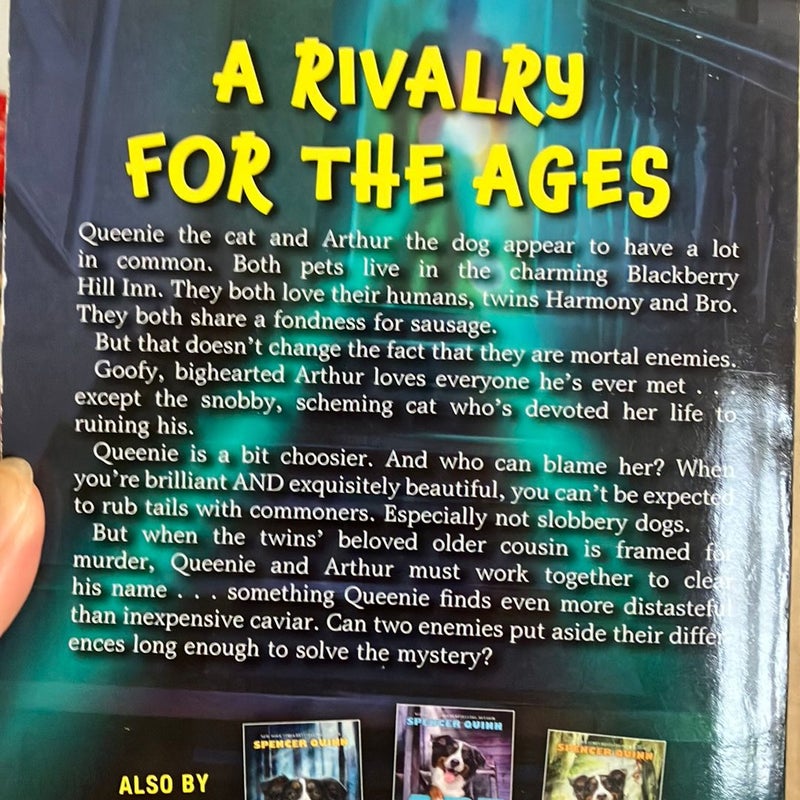 A RIVALRY
FOR THE AGES
Queenie the cat and Arthur the dog appear to have a lot
in common. Both pets live in the charming Blackberry
Hill Inn. They both love their humans, twins Harmony and Bro.
They both share a fondness for sausage.
But that doesn't change the fact that they are mortal enemies.
Goofy, bighearted Arthur loves everyone he's ever met . . .
except the snobby, scheming cat who's devoted her life to
ruining his.
Queenie is a bit choosier. And who can blame her? When
you're brilliant AND exquisitely beautiful, you can't be expected
to rub tails with commoners. Especially not slobbery dogs.
But when the twins' beloved older cousin is framed for
murder, Queenie and Arthur must work together to clear
his name . . . something Queenie finds even more distasteful
than inexpensive caviar. Can two enemies put aside their differ-
ences long enough to solve the mystery?
ALSO BY
SPENCER QUINN
SPENCER QUINN
SPENCER QUINN